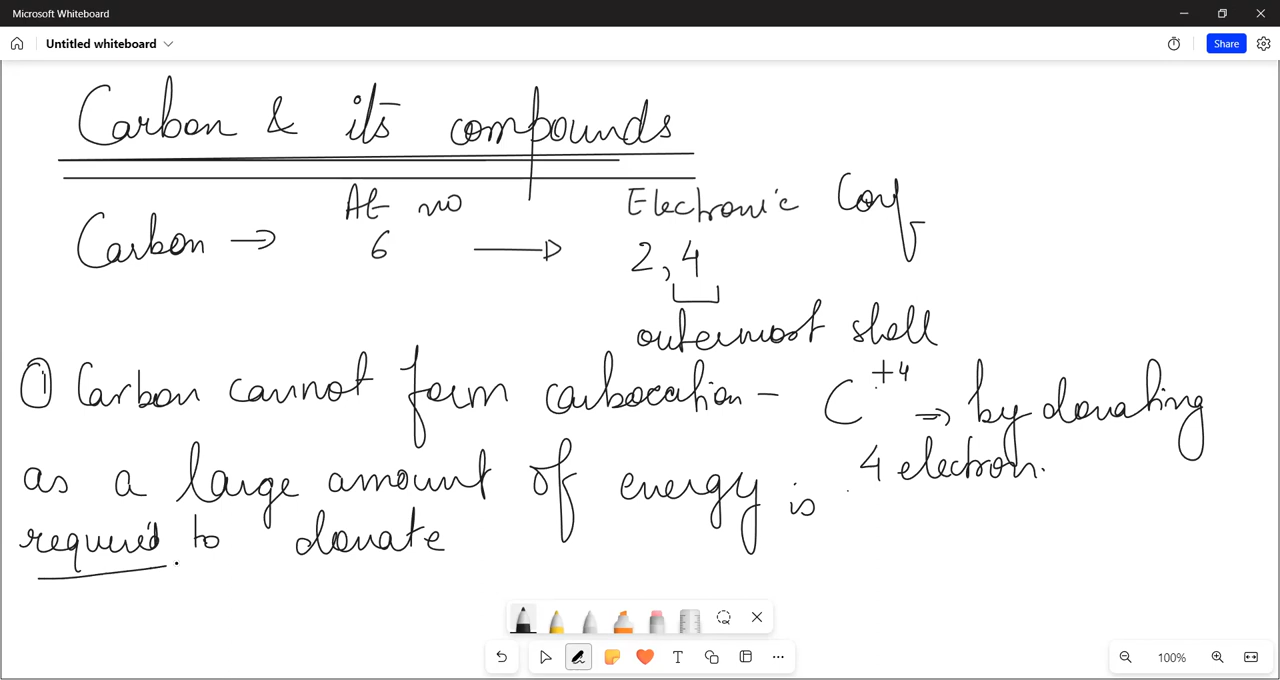 Microsoft Whiteboard
Untitled whiteboard
Share
Carbon & its compounds
At no Electronic Conf
Carbon → 6 → 2, 4
outermost shell
① Carbon cannot form carbocation - C+4 ⇒ by donating
4 electron.
as a large amount of energy is
required to donate
100%